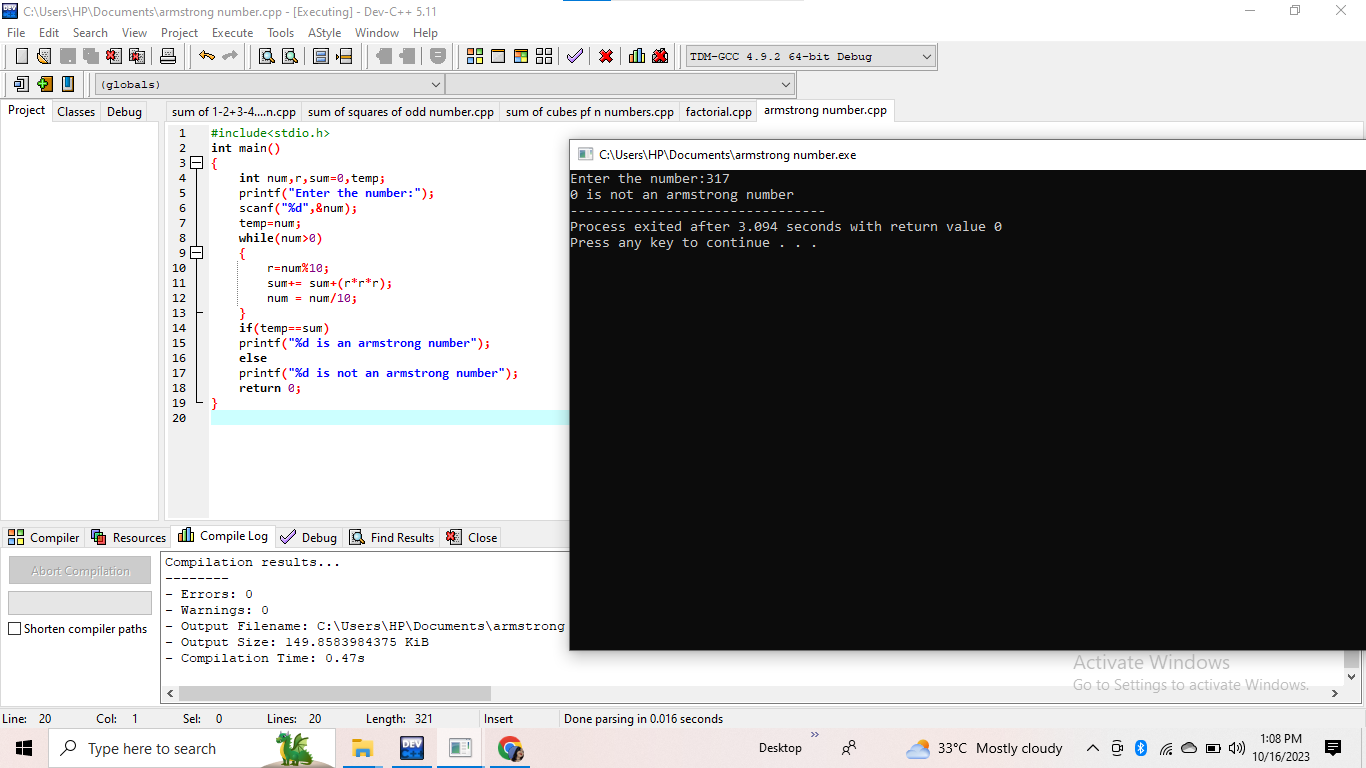 C:\Users\HP\Documents\armstrong number.cpp - [Executing] - Dev-C++ 5.11
File Edit Search View Project Execute Tools AStyle Window Help
TDM-GCC 4.9.2 64-bit Debug
(globals)
Project Classes Debug
sum of 1-2+3-4....n.cpp sum of squares of odd number.cpp sum of cubes pf n numbers.cpp factorial.cpp armstrong number.cpp
1 #include<stdio.h>
2 int main()
3 {
4 int num,r,sum=0,temp;
5 printf("Enter the number:");
6 scanf("%d",&num);
7 temp=num;
8 while(num>0)
9 {
10 r=num%10;
11 sum+= sum+(r*r*r);
12 num = num/10;
13 }
14 if(temp==sum)
15 printf("%d is an armstrong number");
16 else
17 printf("%d is not an armstrong number");
18 return 0;
19 }
20
C:\Users\HP\Documents\armstrong number.exe
Enter the number:317
0 is not an armstrong number
--------------------------------
Process exited after 3.094 seconds with return value 0
Press any key to continue . . .
Compiler Resources Compile Log Debug Find Results Close
Abort Compilation
Shorten compiler paths
Compilation results...
--------
- Errors: 0
- Warnings: 0
- Output Filename: C:\Users\HP\Documents\armstrong
- Output Size: 149.8583984375 KiB
- Compilation Time: 0.47s
Activate Windows
Go to Settings to activate Windows.
Line: 20 Col: 1 Sel: 0 Lines: 20 Length: 321 Insert Done parsing in 0.016 seconds
Type here to search
DEV
Desktop
33°C Mostly cloudy
1:08 PM
10/16/2023